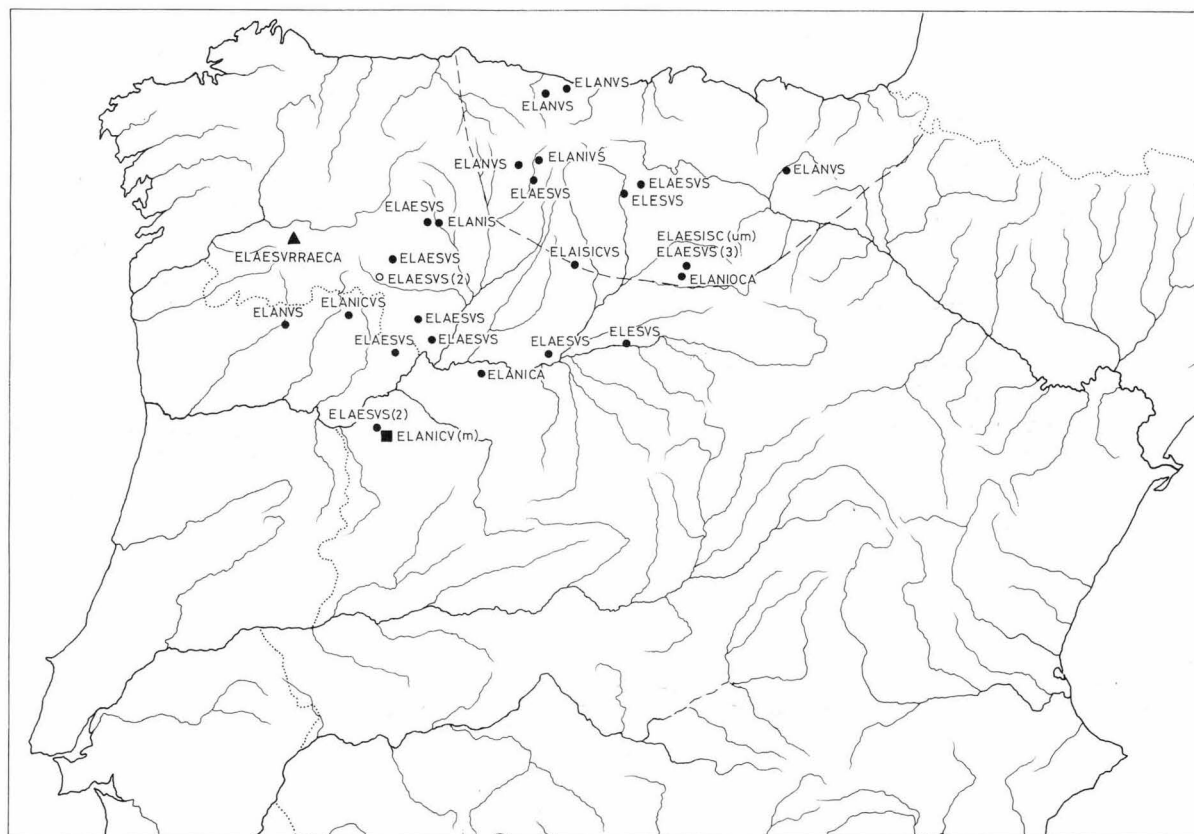 ELANVS
ELANVS
ELANIVS
ELANVS
ELANVS
ELAESVS
ELAESVS
ELESVS
ELAESVS
ELANIS
ELAESISC (um)
ELAESVRRAECA
ELAESVS
ELAISICVS
ELAESVS (3)
ELAESVS (2)
ELANIOCA
ELANICVS
ELANVS
ELAESVS
ELAESVS
ELAESVS
ELAESVS
ELESVS
ELANICA
ELAESVS (2)
ELANICV (m)